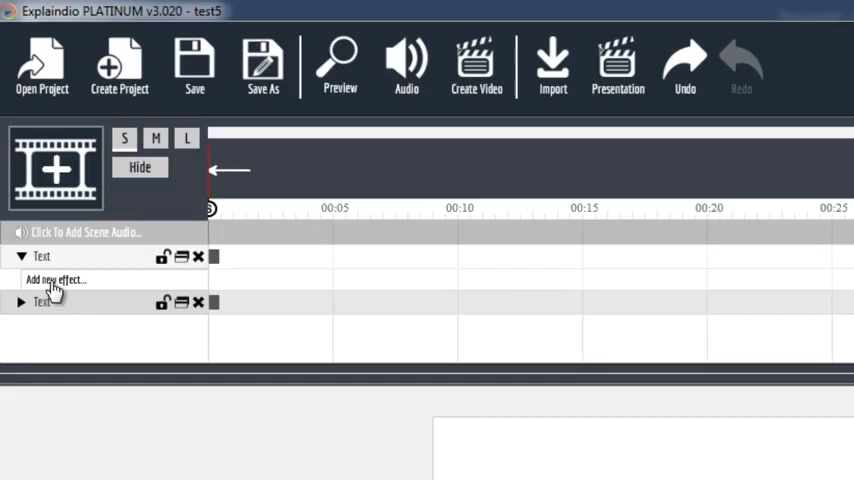 Explaindio PLATINUM v3.020 - test5
Open Project
Create Project
Save
Save As
Preview
Audio
Create Video
Import
Presentation
Undo
Redo
S M L
Hide
00:05 00:10 00:15 00:20 00:25
Click To Add Scene Audio...
Text
Add new effect...
Text